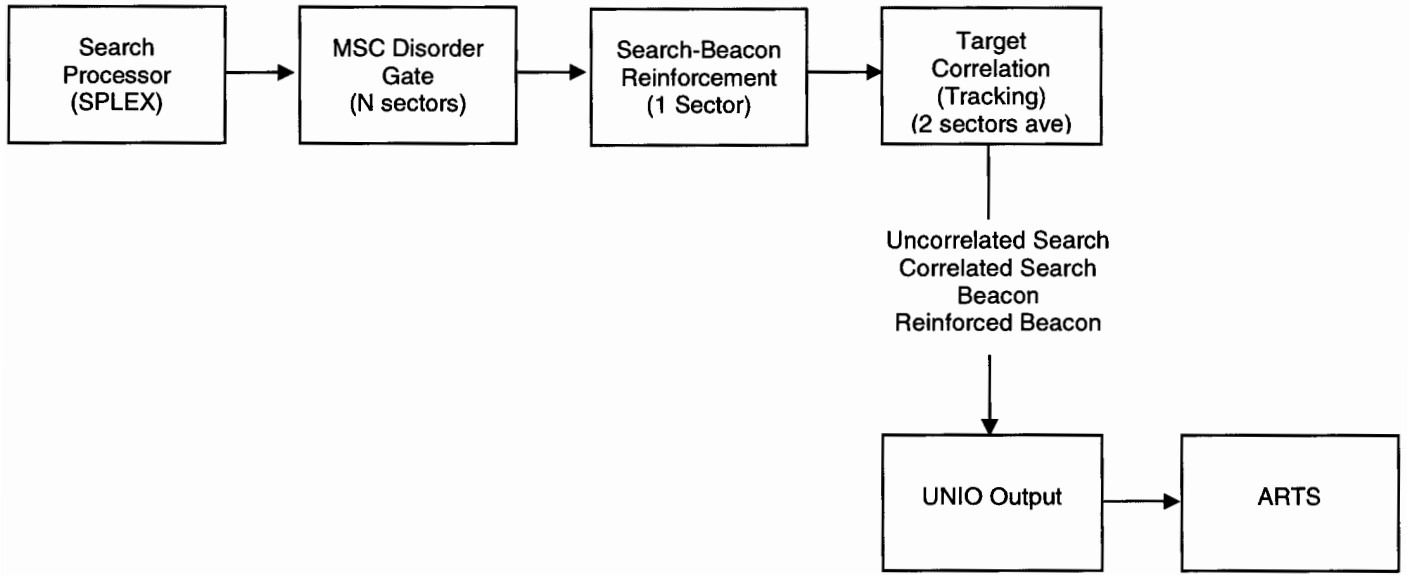 Search
Processor
(SPLEX)
MSC Disorder
Gate
(N sectors)
Search-Beacon
Reinforcement
(1 Sector)
Target
Correlation
(Tracking)
(2 sectors ave)
Uncorrelated Search
Correlated Search
Beacon
Reinforced Beacon
UNIO Output
ARTS